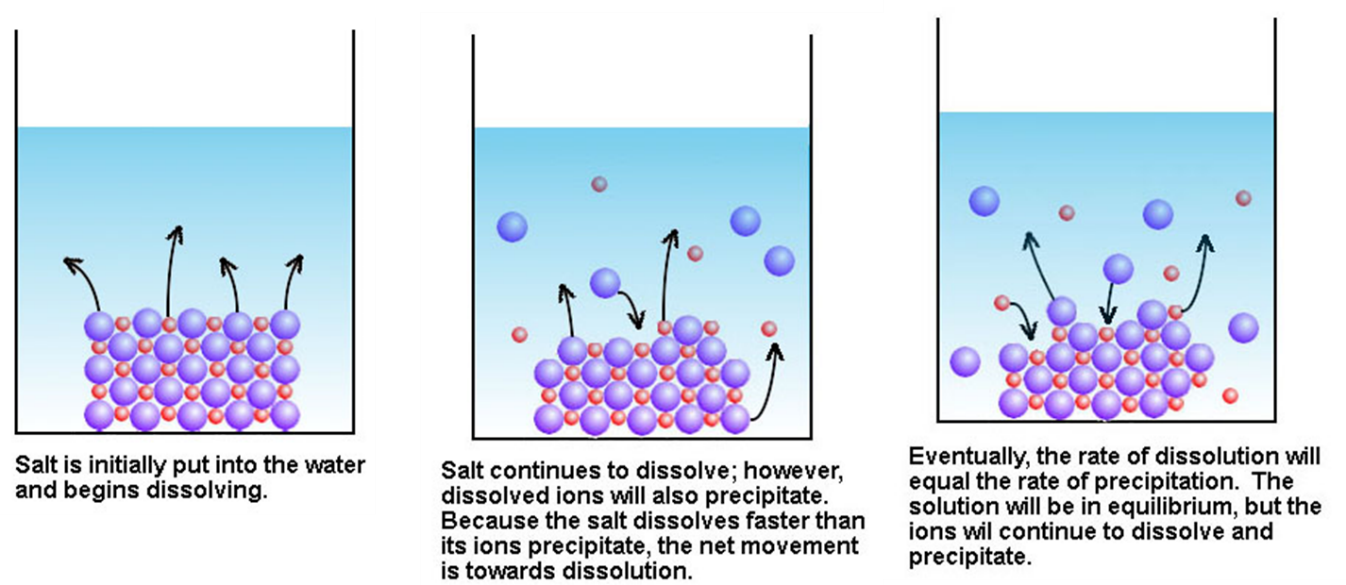 Salt is initially put into the water
and begins dissolving.
Salt continues to dissolve; however,
dissolved ions will also precipitate.
Because the salt dissolves faster than
its ions precipitate, the net movement
is towards dissolution.
Eventually, the rate of dissolution will
equal the rate of precipitation.  The
solution will be in equilibrium, but the
ions wil continue to dissolve and
precipitate.